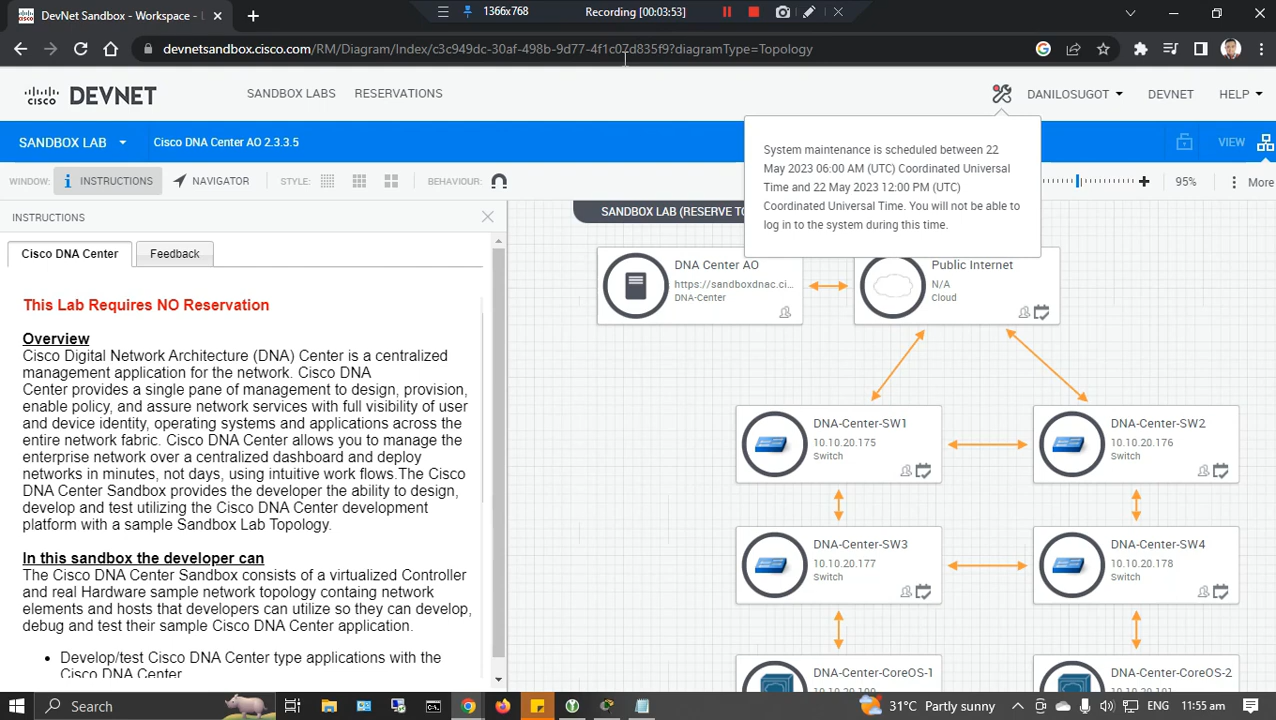 DevNet Sandbox - Workspace - L
1366x768
Recording [00:03:53]
devnetsandbox.cisco.com/RM/Diagram/Index/c3c949dc-30af-498b-9d77-4f1c07d835f9?diagramType=Topology
cisco DEVNET
SANDBOX LABS
RESERVATIONS
DANILOSUGOT
DEVNET
HELP
SANDBOX LAB
Cisco DNA Center AO 2.3.3.5
VIEW
WINDOW:
INSTRUCTIONS
NAVIGATOR
STYLE:
BEHAVIOUR:
95%
More
System maintenance is scheduled between 22
May 2023 06:00 AM (UTC) Coordinated Universal
Time and 22 May 2023 12:00 PM (UTC)
Coordinated Universal Time. You will not be able to
log in to the system during this time.
INSTRUCTIONS
Cisco DNA Center
Feedback
This Lab Requires NO Reservation
Overview
Cisco Digital Network Architecture (DNA) Center is a centralized
management application for the network. Cisco DNA
Center provides a single pane of management to design, provision,
enable policy, and assure network services with full visibility of user
and device identity, operating systems and applications across the
entire network fabric. Cisco DNA Center allows you to manage the
enterprise network over a centralized dashboard and deploy
networks in minutes, not days, using intuitive work flows.The Cisco
DNA Center Sandbox provides the developer the ability to design,
develop and test utilizing the Cisco DNA Center development
platform with a sample Sandbox Lab Topology.
In this sandbox the developer can
The Cisco DNA Center Sandbox consists of a virtualized Controller
and real Hardware sample network topology containg network
elements and hosts that developers can utilize so they can develop,
debug and test their sample Cisco DNA Center application.
• Develop/test Cisco DNA Center type applications with the
Cisco DNA Center
SANDBOX LAB (RESERVE TO
DNA Center AO
https://sandboxdnac.ci...
DNA-Center
Public Internet
N/A
Cloud
DNA-Center-SW1
10.10.20.175
Switch
DNA-Center-SW2
10.10.20.176
Switch
DNA-Center-SW3
10.10.20.177
Switch
DNA-Center-SW4
10.10.20.178
Switch
DNA-Center-CoreOS-1
DNA-Center-CoreOS-2
Search
31°C Partly sunny
ENG
11:55 am